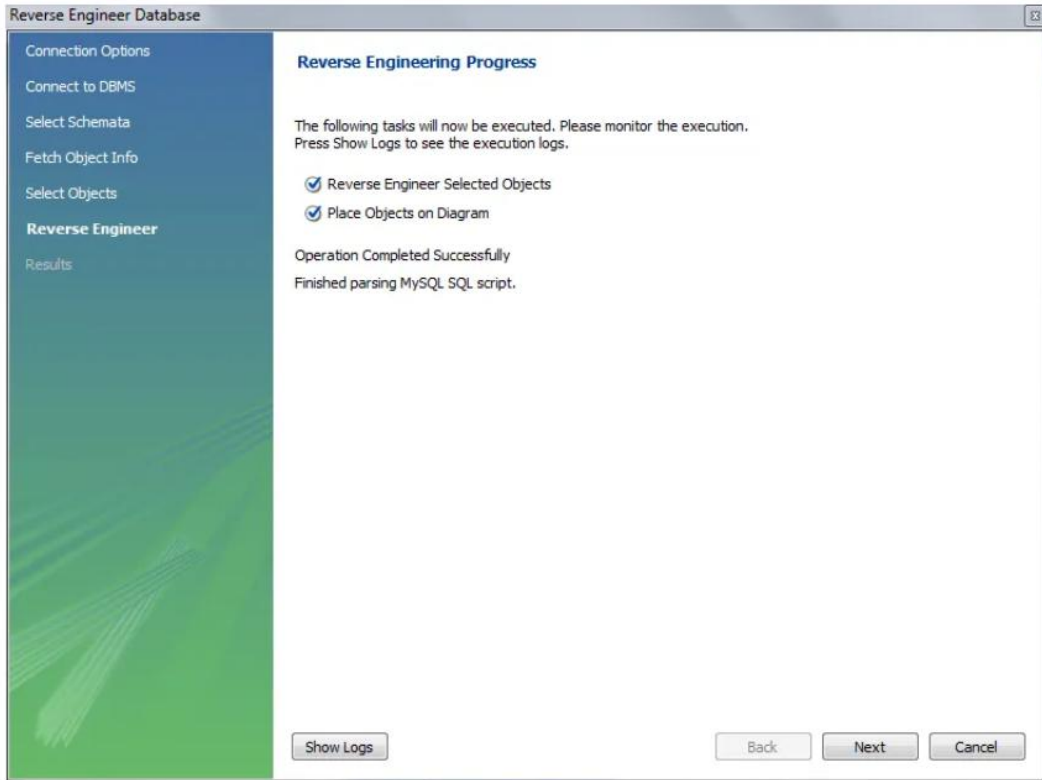 Reverse Engineer Database
Connection Options
Connect to DBMS
Select Schemata
Fetch Object Info
Select Objects
Reverse Engineer
Results
Reverse Engineering Progress
The following tasks will now be executed. Please monitor the execution.
Press Show Logs to see the execution logs.
Reverse Engineer Selected Objects
Place Objects on Diagram
Operation Completed Successfully
Finished parsing MySQL SQL script.
Show Logs
Back
Next
Cancel